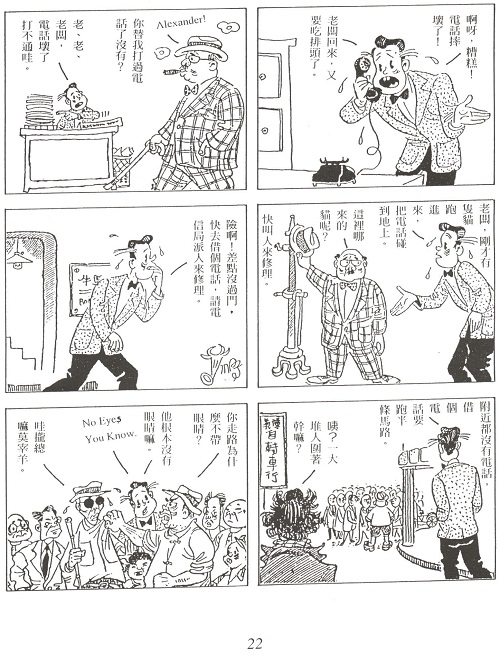 啊呀，糟糕！
電話摔
壞了！
老闆回來，又
要吃排頭了。
Alexander!
你替我打過電
話了沒有？
老、老、
老闆，
電話壞了
打不通哇。
老闆，剛才有
隻貓跑進
來，
把電話碰
到地上。
這裡哪
來的
貓呢？
快叫人來修理。
險啊！差點沒過門，
快去借個電話，請電
信局派人來修理。
附近都沒有電話，
借個電
話要
跑半
條馬路。
咦？一大
堆人圍著
幹嘛？
自轉車行
你走路為什
麼不帶
眼睛？
他根本沒有
眼睛嘛。
No Eyes
You Know.
哇攏總
嘛莫宰羊。
22